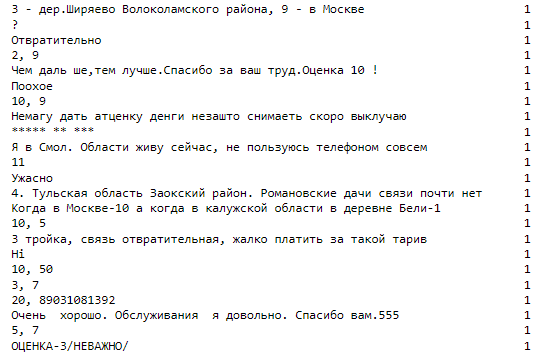 3 - дер.Ширяево Волоколамского района, 9 - в Москве 1
? 1
Отвратительно 1
2, 9 1
Чем даль ше,тем лучше.Спасибо за ваш труд.Оценка 10 ! 1
Поохое 1
10, 9 1
Немагу дать атценку денги незашто снимаеть скоро выключаю 1
***** ** *** 1
Я в Смол. Области живу сейчас, не пользуюсь телефоном совсем 1
11 1
Ужасно 1
4. Тульская область Заокский район. Романовские дачи связи почти нет 1
Когда в Москве-10 а когда в калужской области в деревне Бели-1 1
10, 5 1
3 тройка, связь отвратительная, жалко платить за такой тарив 1
Hi 1
10, 50 1
3, 7 1
20, 89031081392 1
Очень  хорошо. Обслуживания  я довольно. Спасибо вам.555 1
5, 7 1
ОЦЕНКА-3/НЕВАЖНО/ 1